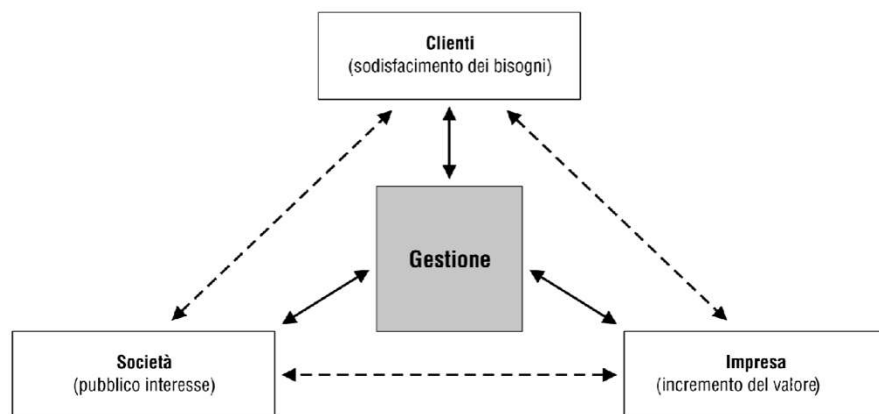 Clienti
(sodisfacimento dei bisogni)
Gestione
Società
(pubblico interesse)
Impresa
(incremento del valore)